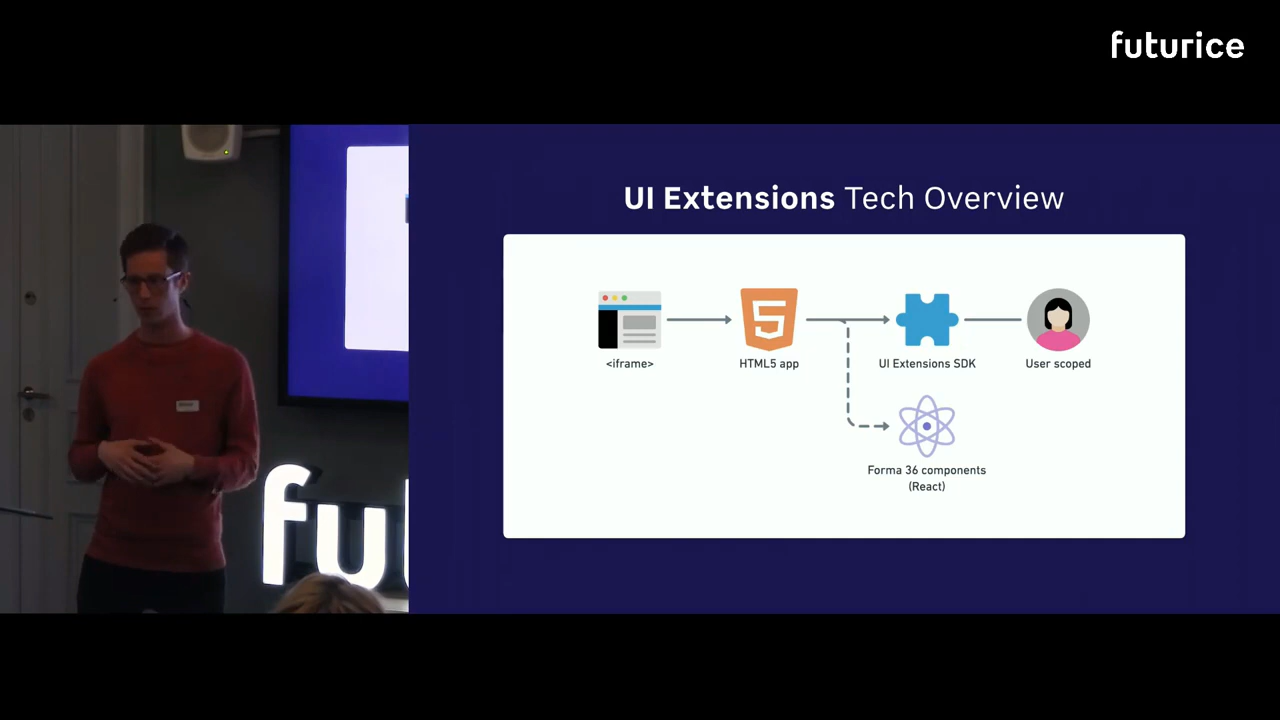 futurice
UI Extensions Tech Overview
<iframe>
HTML5 app
UI Extensions SDK
User scoped
Forma 36 components
(React)
fu